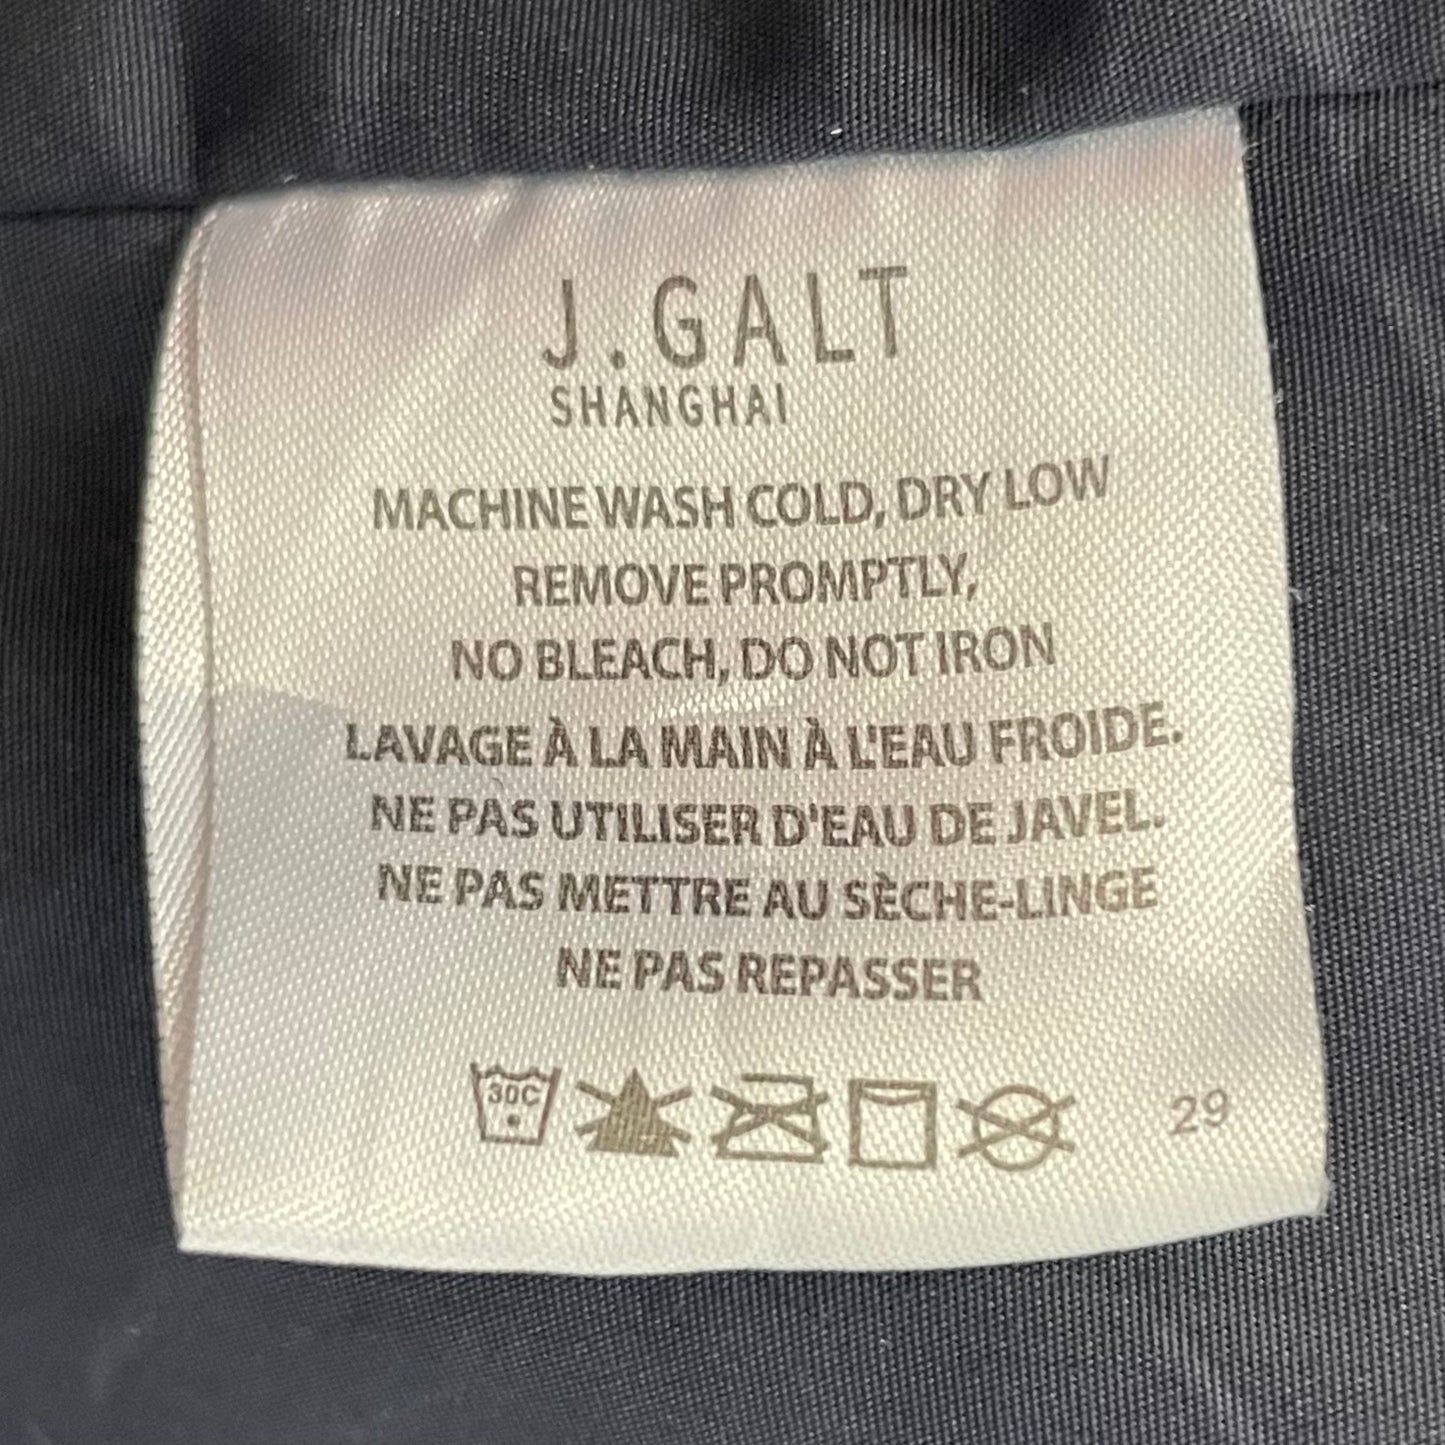 J.GALT
SHANGHAI
MACHINE WASH COLD, DRY LOW
REMOVE PROMPTLY,
NO BLEACH, DO NOT IRON
LAVAGE À LA MAIN À L'EAU FROIDE.
NE PAS UTILISER D'EAU DE JAVEL.
NE PAS METTRE AU SÈCHE-LINGE
NE PAS REPASSER
30C
29